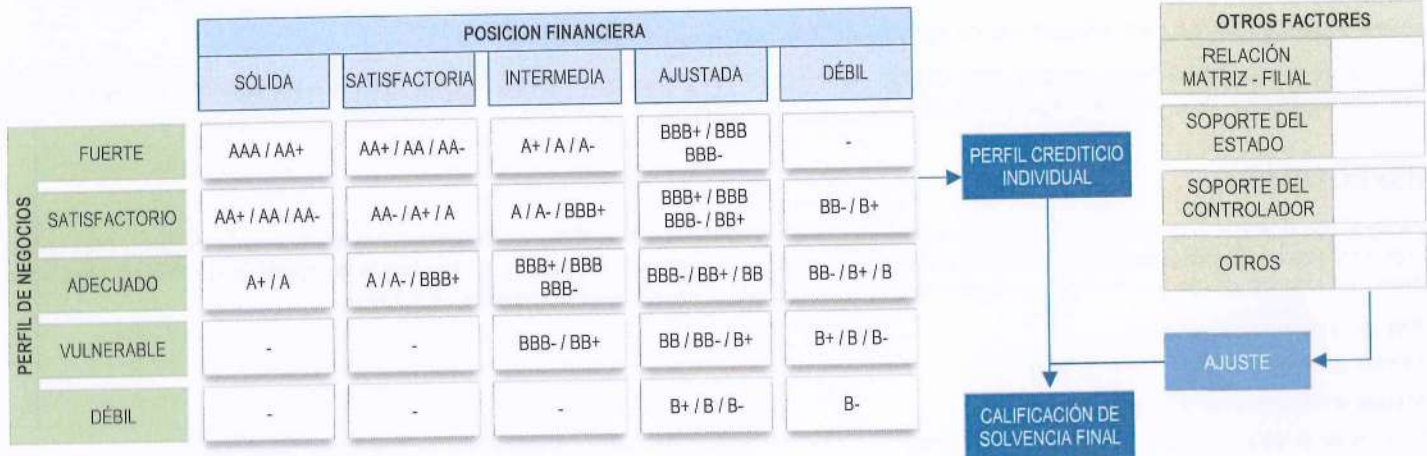 POSICION FINANCIERA
SÓLIDA
SATISFACTORIA
INTERMEDIA
AJUSTADA
DÉBIL
PERFIL DE NEGOCIOS
FUERTE
AAA / AA+
AA+ / AA / AA-
A+ / A / A-
BBB+ / BBB
BBB-
-
SATISFACTORIO
AA+ / AA / AA-
AA- / A+ / A
A / A- / BBB+
BBB+ / BBB
BBB- / BB+
BB- / B+
ADECUADO
A+ / A
A / A- / BBB+
BBB+ / BBB
BBB-
BBB- / BB+ / BB
BB- / B+ / B
VULNERABLE
-
-
BBB- / BB+
BB / BB- / B+
B+ / B / B-
DÉBIL
-
-
-
B+ / B / B-
B-
PERFIL CREDITICIO
INDIVIDUAL
OTROS FACTORES
RELACIÓN
MATRIZ - FILIAL
SOPORTE DEL
ESTADO
SOPORTE DEL
CONTROLADOR
OTROS
AJUSTE
CALIFICACIÓN DE
SOLVENCIA FINAL